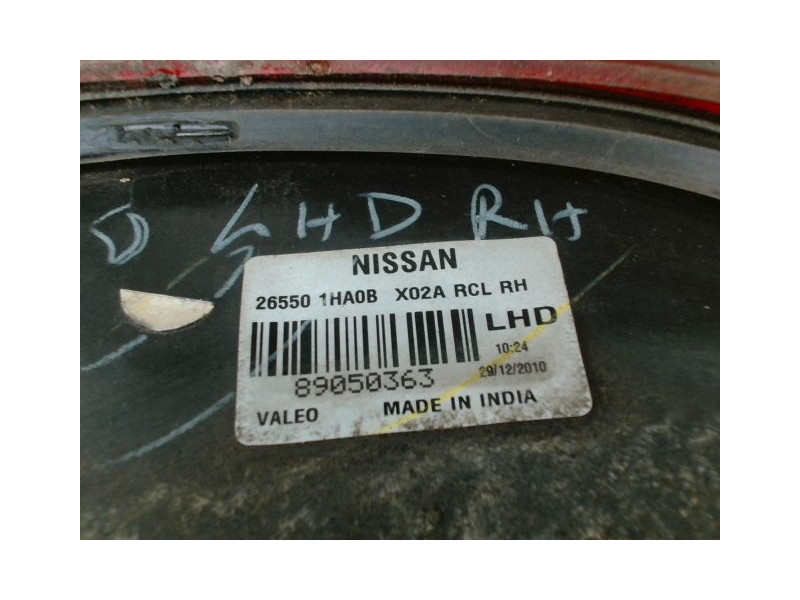 D LHD RH
NISSAN
26550 1HA0B X02A RCL RH
LHD
10:24
89050363
29/12/2010
VALEO MADE IN INDIA